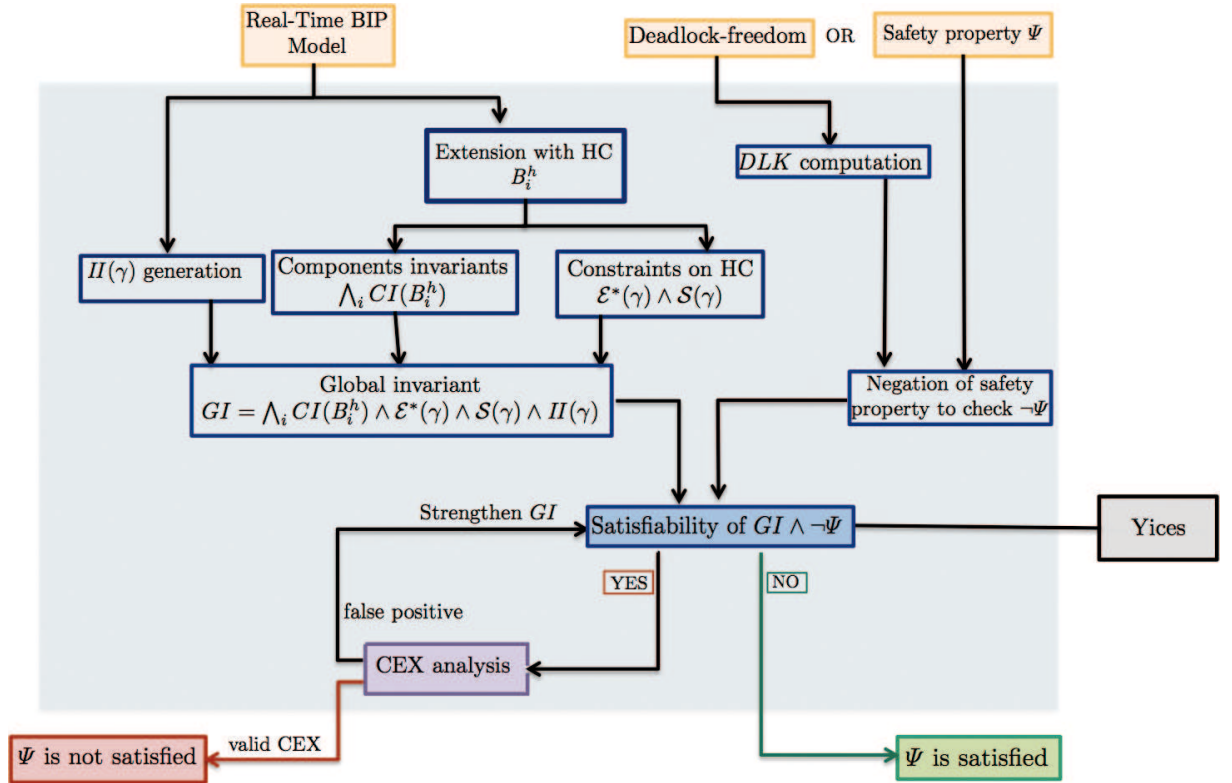 Real-Time BIP
Model
Deadlock-freedom OR Safety property Ψ
Extension with HC
B_i^h
DLK computation
II(γ) generation
Components invariants
⋀_i CI(B_i^h)
Constraints on HC
ℰ*(γ) ∧ 𝒮(γ)
Global invariant
GI = ⋀_i CI(B_i^h) ∧ ℰ*(γ) ∧ 𝒮(γ) ∧ II(γ)
Negation of safety
property to check ¬Ψ
Strengthen GI
Satisfiability of GI ∧ ¬Ψ
Yices
YES
NO
false positive
CEX analysis
valid CEX
Ψ is not satisfied
Ψ is satisfied